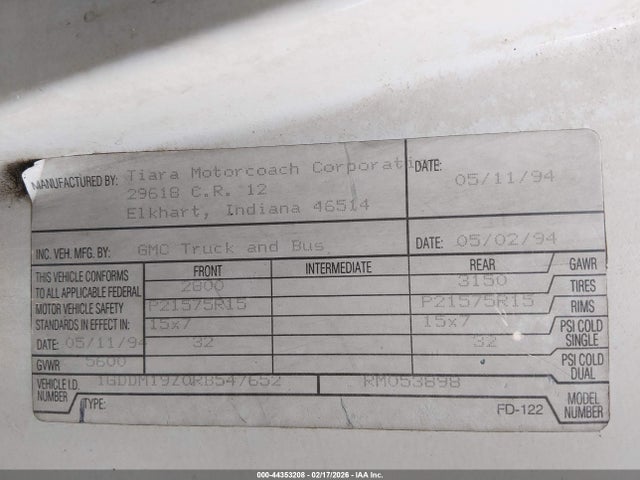 MANUFACTURED BY: Tiara Motorcoach Corporati DATE: 05/11/94
29618 C.R. 12
Elkhart, Indiana 46514
INC. VEH. MFG. BY: GMC Truck and Bus DATE: 05/02/94
THIS VEHICLE CONFORMS FRONT INTERMEDIATE REAR GAWR
TO ALL APPLICABLE FEDERAL 2800 3150 TIRES
MOTOR VEHICLE SAFETY P21575R15 P21575R15 RIMS
STANDARDS IN EFFECT IN: 15x7 15x7 PSI COLD SINGLE
DATE: 05/11/94 32 32 PSI COLD DUAL
GVWR 5600
VEHICLE I.D. NUMBER 1GDDM19Z0RB547652 RM053898 MODEL NUMBER
TYPE: FD-122
000-44353208 - 02/17/2026 - IAA Inc.